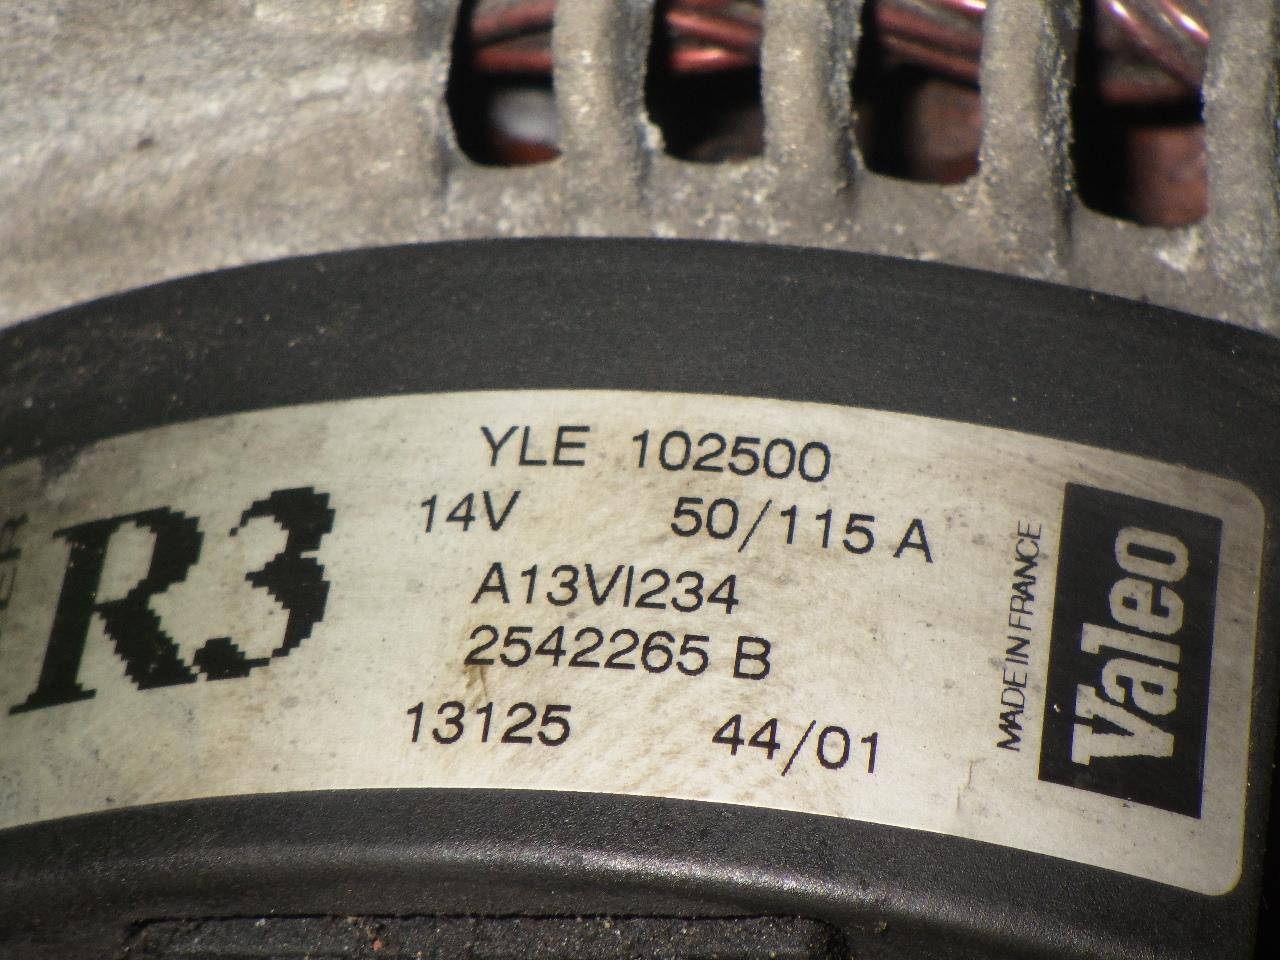 R3
YLE 102500
14V 50/115 A
A13VI234
2542265 B
13125 44/01
MADE IN FRANCE
Valeo